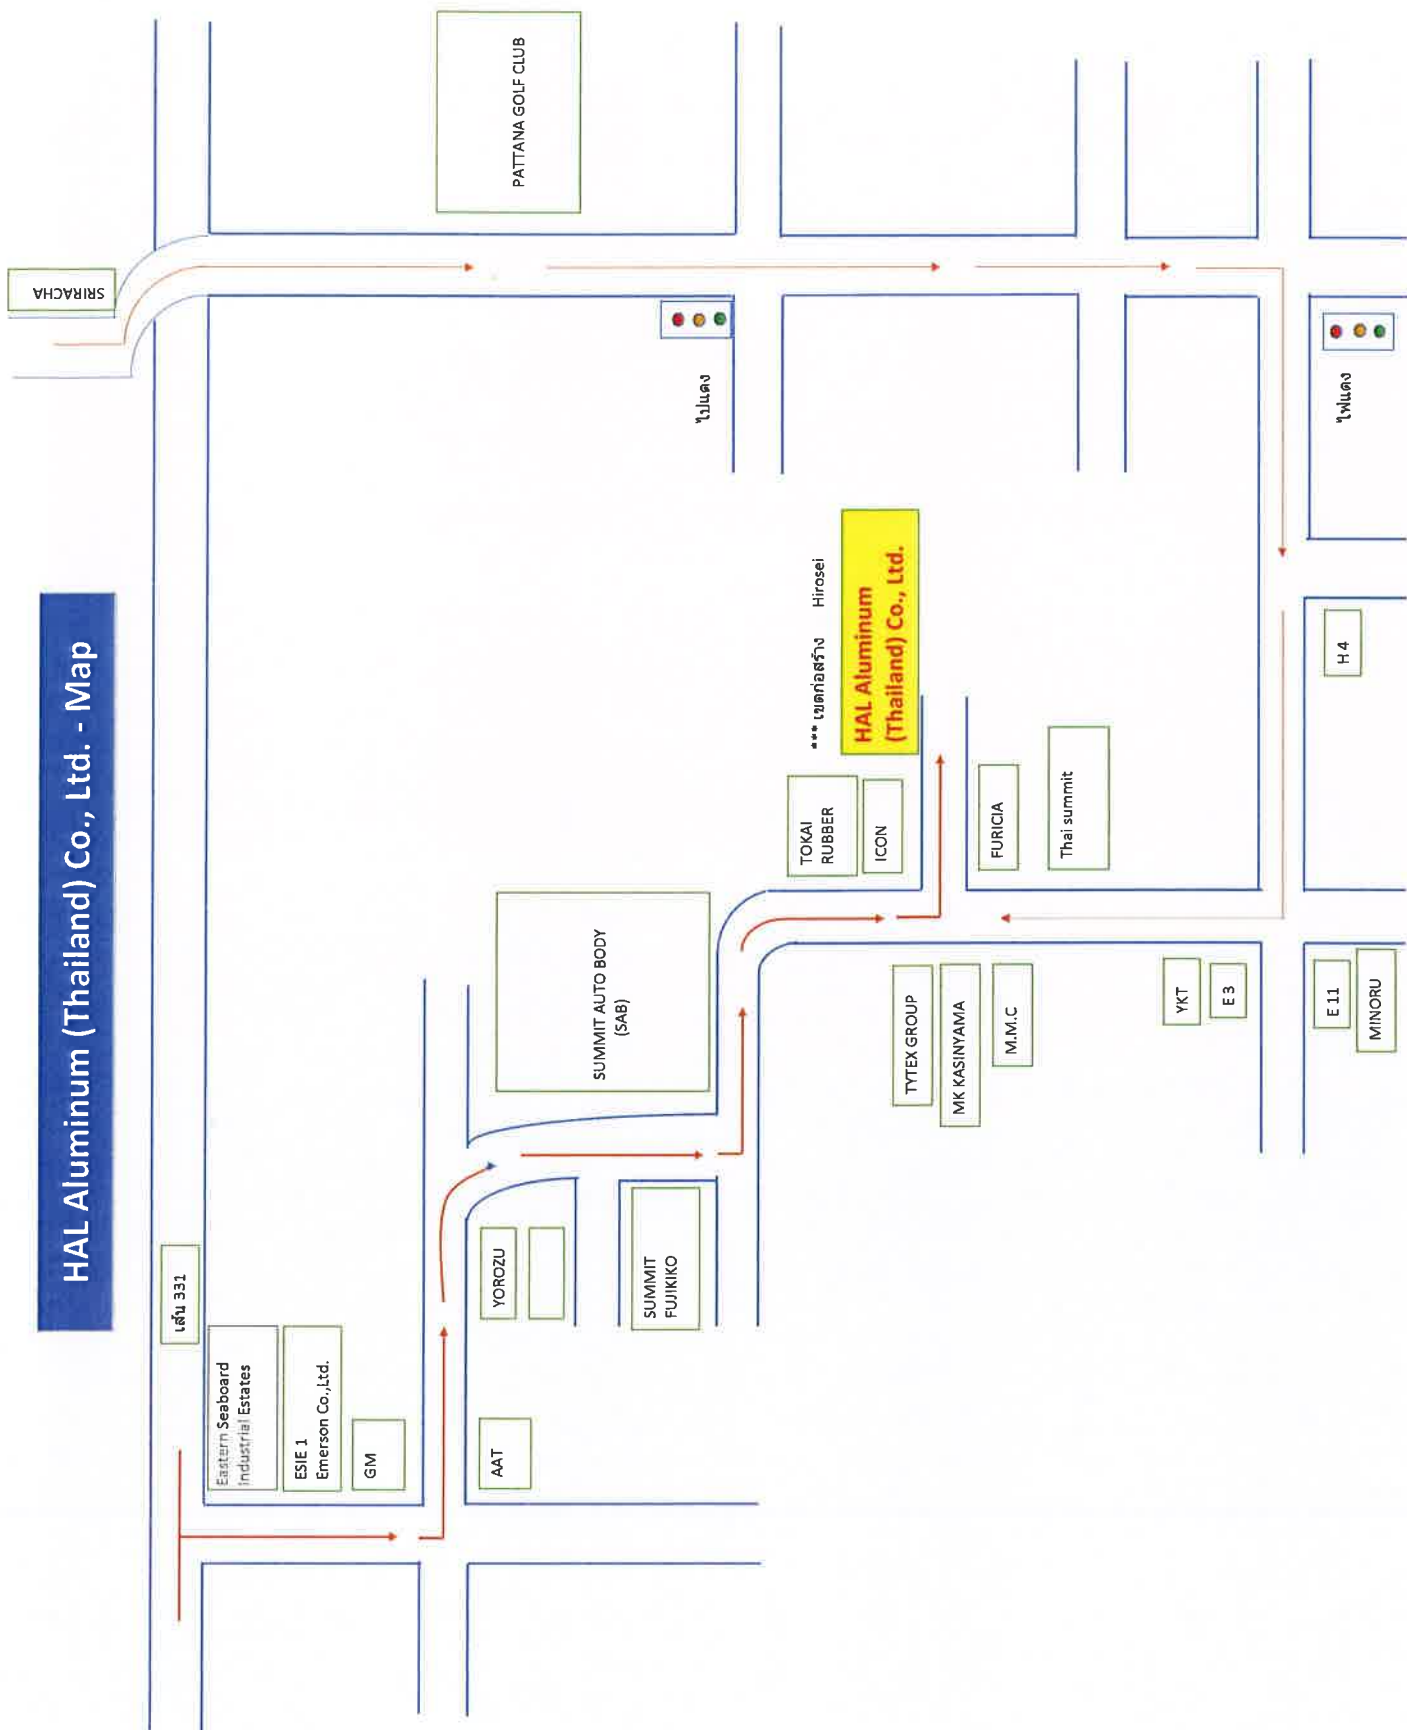 HAL Aluminum (Thailand) Co., Ltd. - Map
SRIRACHA
PATTANA GOLF CLUB
เส้น 331
Eastern Seaboard
Industrial Estates
ESIE 1
Emerson Co.,Ltd.
GM
AAT
YOROZU
SUMMIT
FUJIKIKO
SUMMIT AUTO BODY
(SAB)
ไปแดง
*** เขตก่อสร้าง Hirosei
HAL Aluminum
(Thailand) Co., Ltd.
TOKAI
RUBBER
ICON
FURICIA
Thai summit
TYTEX GROUP
MK KASINYAMA
M.M.C
YKT
E 3
E 11
MINORU
H 4
ไฟแดง